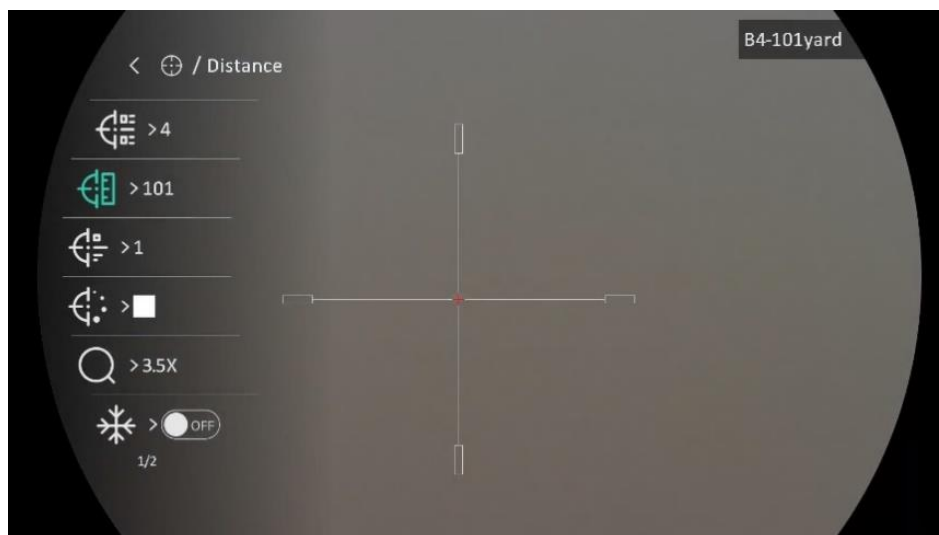 B4-101yard
< / Distance
>4
>101
>1
>
>3.5X
> OFF
1/2